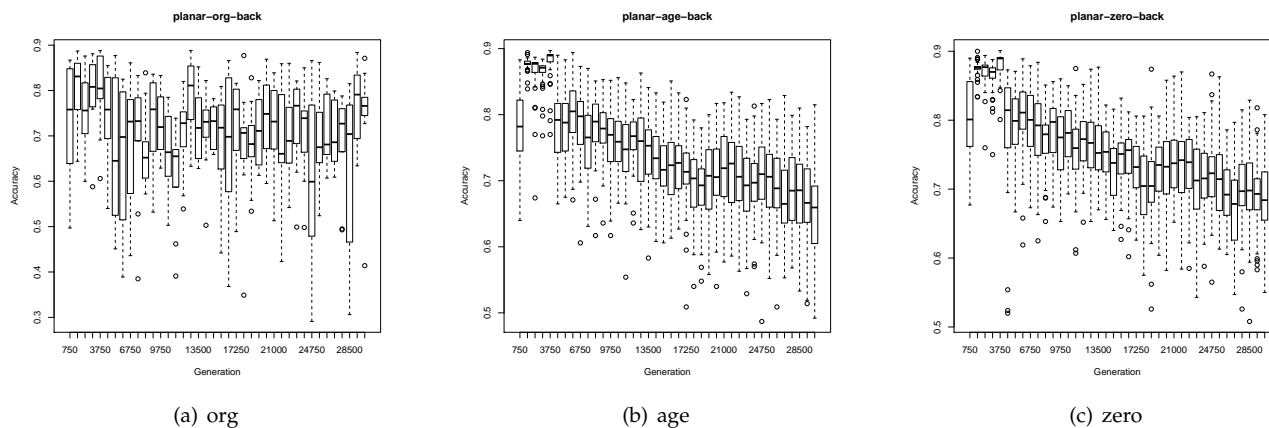 planar-org-back
Accuracy
0.3 0.4 0.5 0.6 0.7 0.8 0.9
750 3750 6750 9750 13500 17250 21000 24750 28500
Generation
(a) org
planar-age-back
Accuracy
0.5 0.6 0.7 0.8 0.9
750 3750 6750 9750 13500 17250 21000 24750 28500
Generation
(b) age
planar-zero-back
Accuracy
0.5 0.6 0.7 0.8 0.9
750 3750 6750 9750 13500 17250 21000 24750 28500
Generation
(c) zero